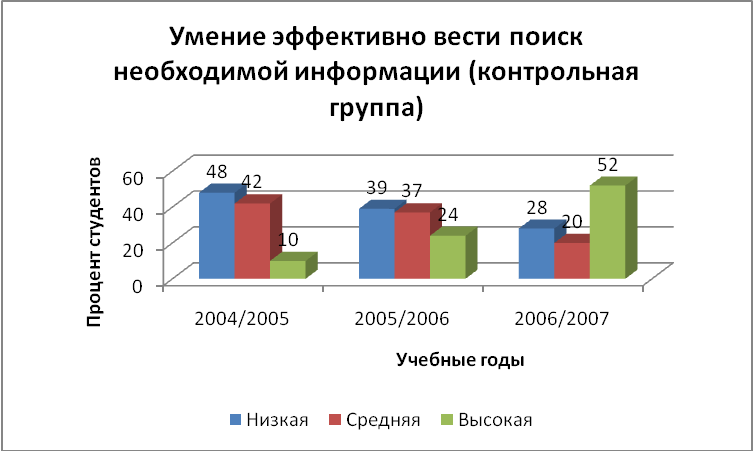 Умение эффективно вести поиск
необходимой информации (контрольная
группа)
Процент студентов
60
40
20
0
48
42
10
39
37
24
28
20
52
2004/2005
2005/2006
2006/2007
Учебные годы
Низкая
Средняя
Высокая